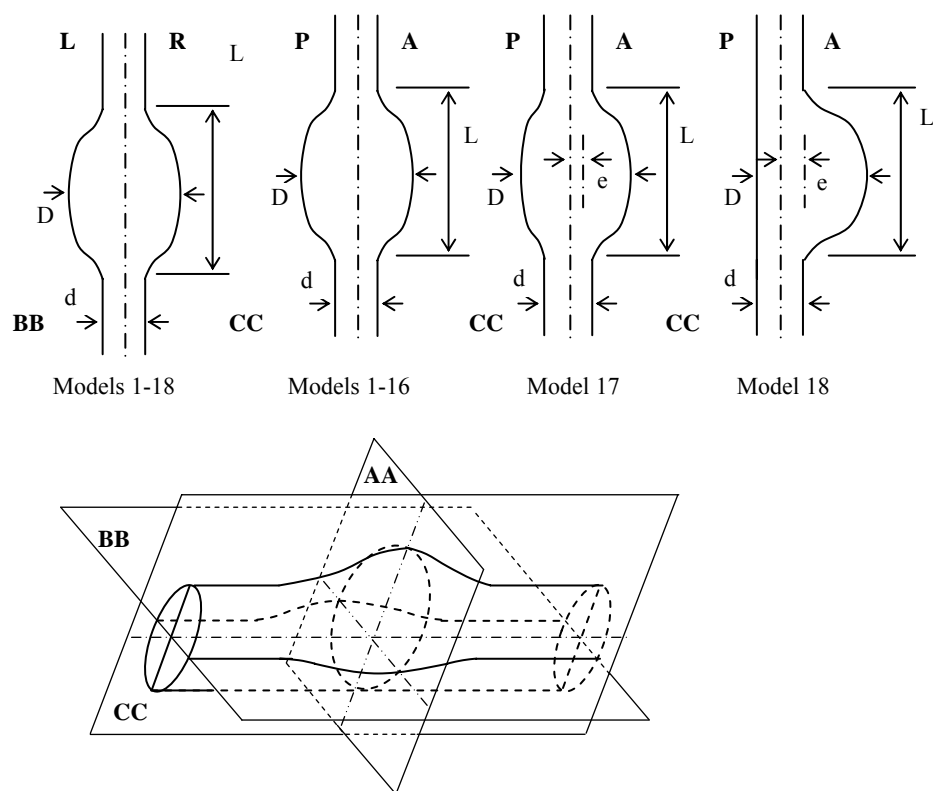 L R L
P A
P A
P A
D L
D e L
D e L
D L
d
d
d
d
BB CC CC CC
Models 1-18 Models 1-16 Model 17 Model 18
AA
BB
CC